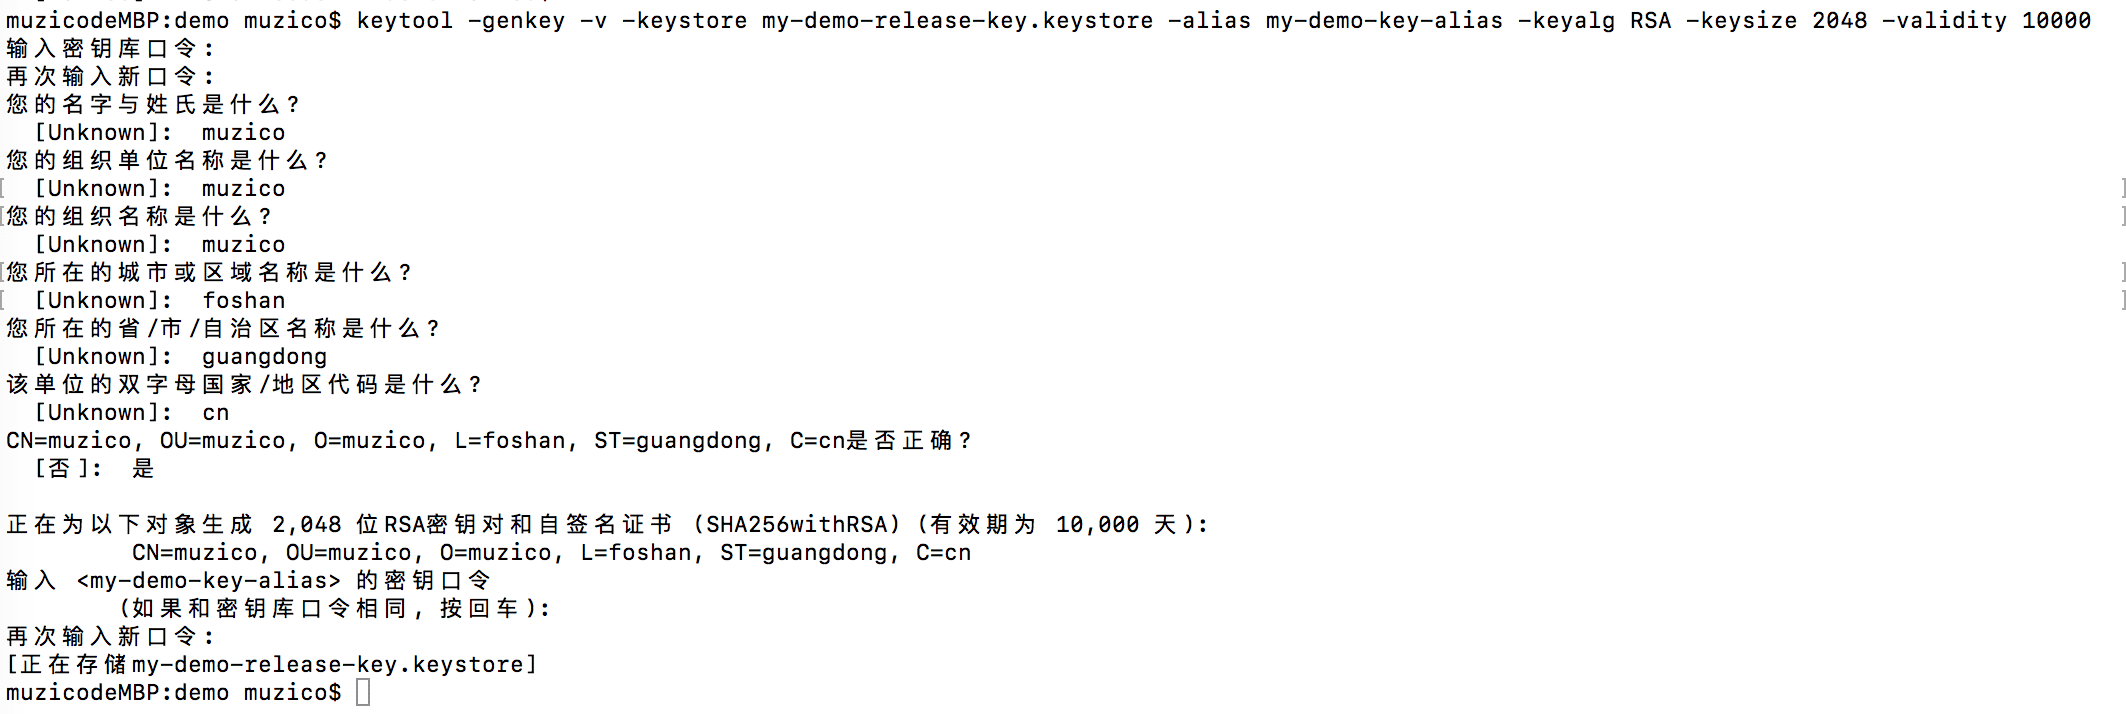 muzicodeMBP:demo muzico$ keytool -genkey -v -keystore my-demo-release-key.keystore -alias my-demo-key-alias -keyalg RSA -keysize 2048 -validity 10000
输入密钥库口令:
再次输入新口令:
您的名字与姓氏是什么?
[Unknown]: muzico
您的组织单位名称是什么?
[Unknown]: muzico
您的组织名称是什么?
[Unknown]: muzico
您所在的城市或区域名称是什么?
[Unknown]: foshan
您所在的省/市/自治区名称是什么?
[Unknown]: guangdong
该单位的双字母国家/地区代码是什么?
[Unknown]: cn
CN=muzico, OU=muzico, O=muzico, L=foshan, ST=guangdong, C=cn是否正确?
[否]: 是
正在为以下对象生成 2,048 位RSA密钥对和自签名证书 (SHA256withRSA) (有效期为 10,000 天):
CN=muzico, OU=muzico, O=muzico, L=foshan, ST=guangdong, C=cn
输入 <my-demo-key-alias> 的密钥口令
(如果和密钥库口令相同, 按回车):
再次输入新口令:
[正在存储my-demo-release-key.keystore]
muzicodeMBP:demo muzico$